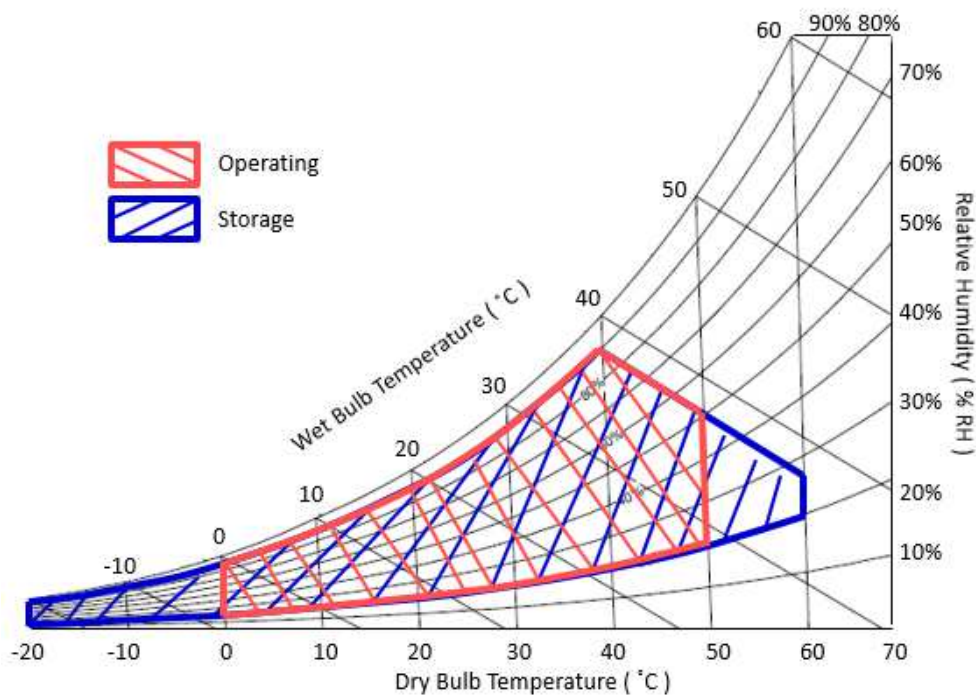 60 90% 80%
70%
Operating
60%
50
Storage
50%
Relative Humidity ( % RH )
40
40%
Wet Bulb Temperature ( ˚C )
30
80%
30%
20
20%
10
0
10%
-10
-20 -10 0 10 20 30 40 50 60 70
Dry Bulb Temperature ( ˚C )